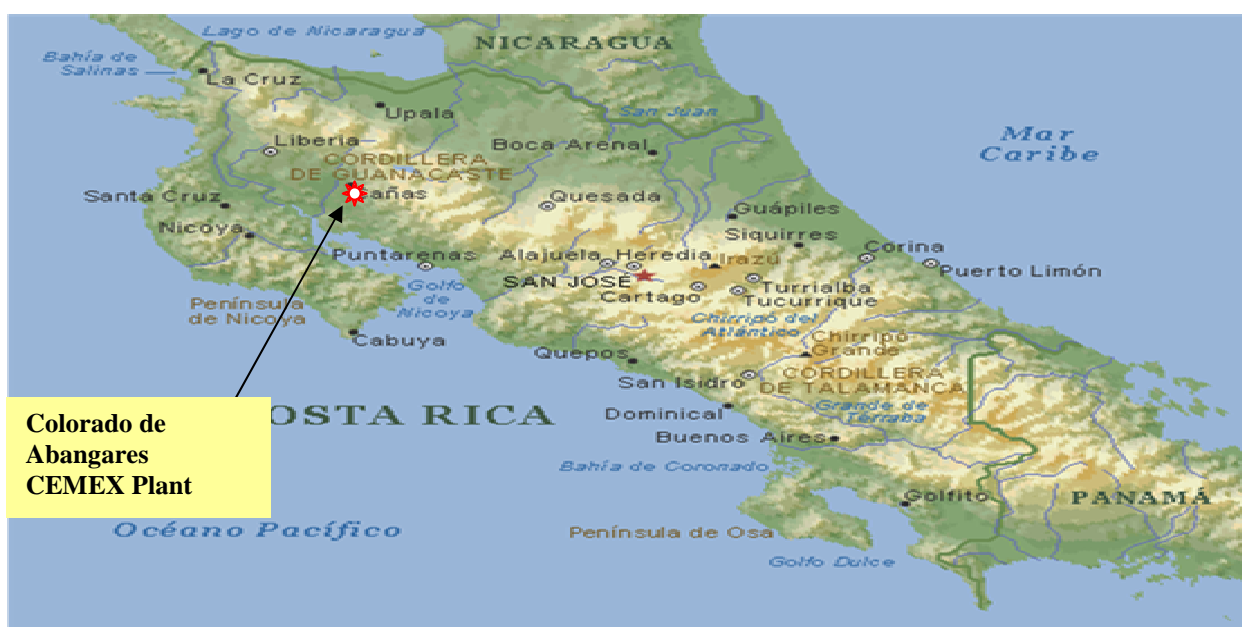 Lago de Nicaragua
NICARAGUA
Bahía de
Salinas
La Cruz
Upala
San Juan
Mar
Caribe
Liberia
Boca Arenal
CORDILLERA
DE GUANACASTE
añas
Santa Cruz
Quesada
Guápiles
Nicoya
Siquirres
Corina
Puntarenas
Alajuela
Heredia
Irazú
Puerto Limón
SAN JOSÉ
Cartago
Turrialba
Tucurrique
Golfo
de
Nicoya
Península
de Nicoya
Chirripó del
Atlántico
Cabuya
Chirripó
Grande
Quepos
San Isidro
CORDILLERA
DE TALAMANCA
OSTA RICA
Dominical
Grande de
Térraba
Buenos Aires
Colorado de
Abangares
CEMEX Plant
Bahía de Coronado
Golfito
PANAMÁ
Océano Pacífico
Península de Osa
Golfo Dulce